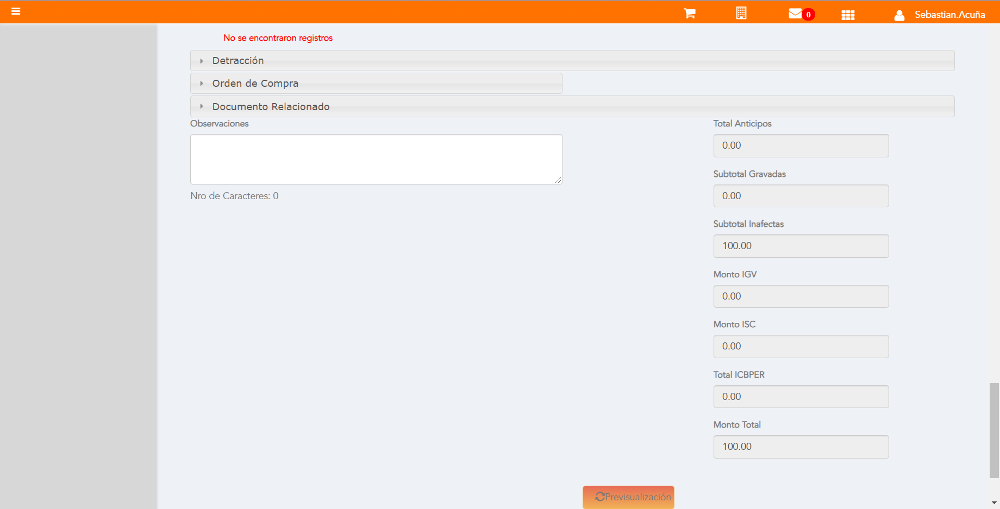 0
Sebastian.Acuña
No se encontraron registros
Detracción
Orden de Compra
Documento Relacionado
Observaciones
Nro de Caracteres: 0
Total Anticipos
0.00
Subtotal Gravadas
0.00
Subtotal Inafectas
100.00
Monto IGV
0.00
Monto ISC
0.00
Total ICBPER
0.00
Monto Total
100.00
Previsualización